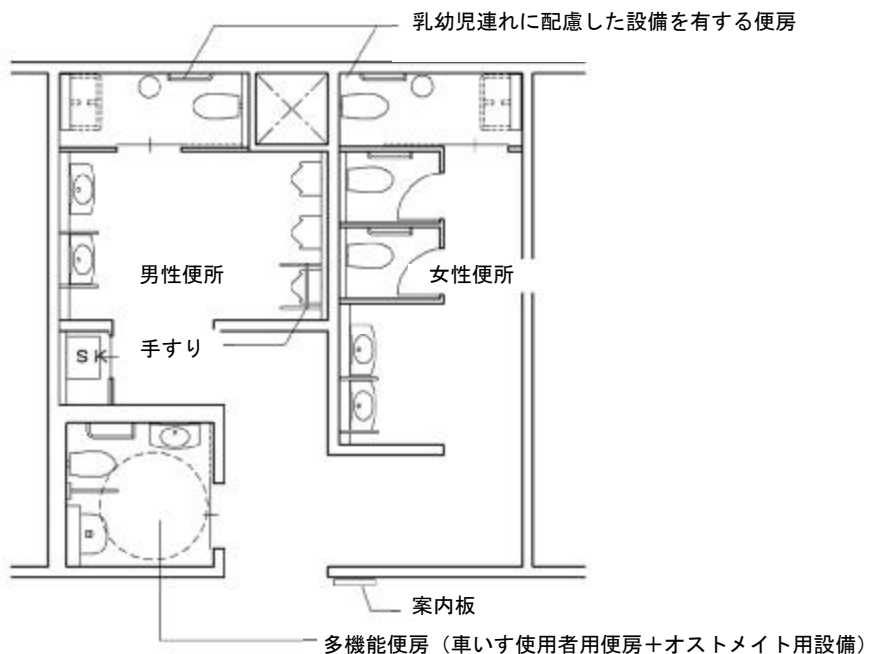 乳幼児連れに配慮した設備を有する便房
男性便所
女性便所
手すり
SK
案内板
多機能便房（車いす使用者用便房＋オストメイト用設備）